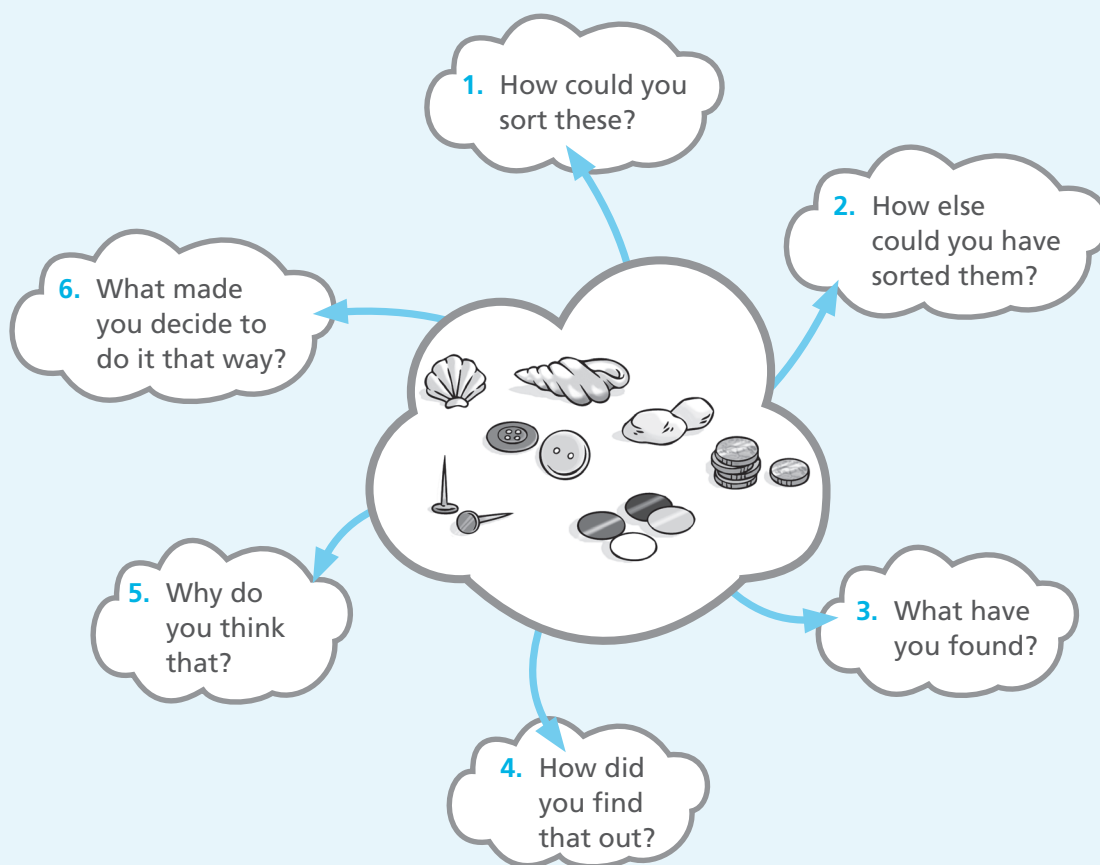 1. How could you
sort these?
2. How else
could you have
sorted them?
3. What have
you found?
4. How did
you find
that out?
5. Why do
you think
that?
6. What made
you decide to
do it that way?